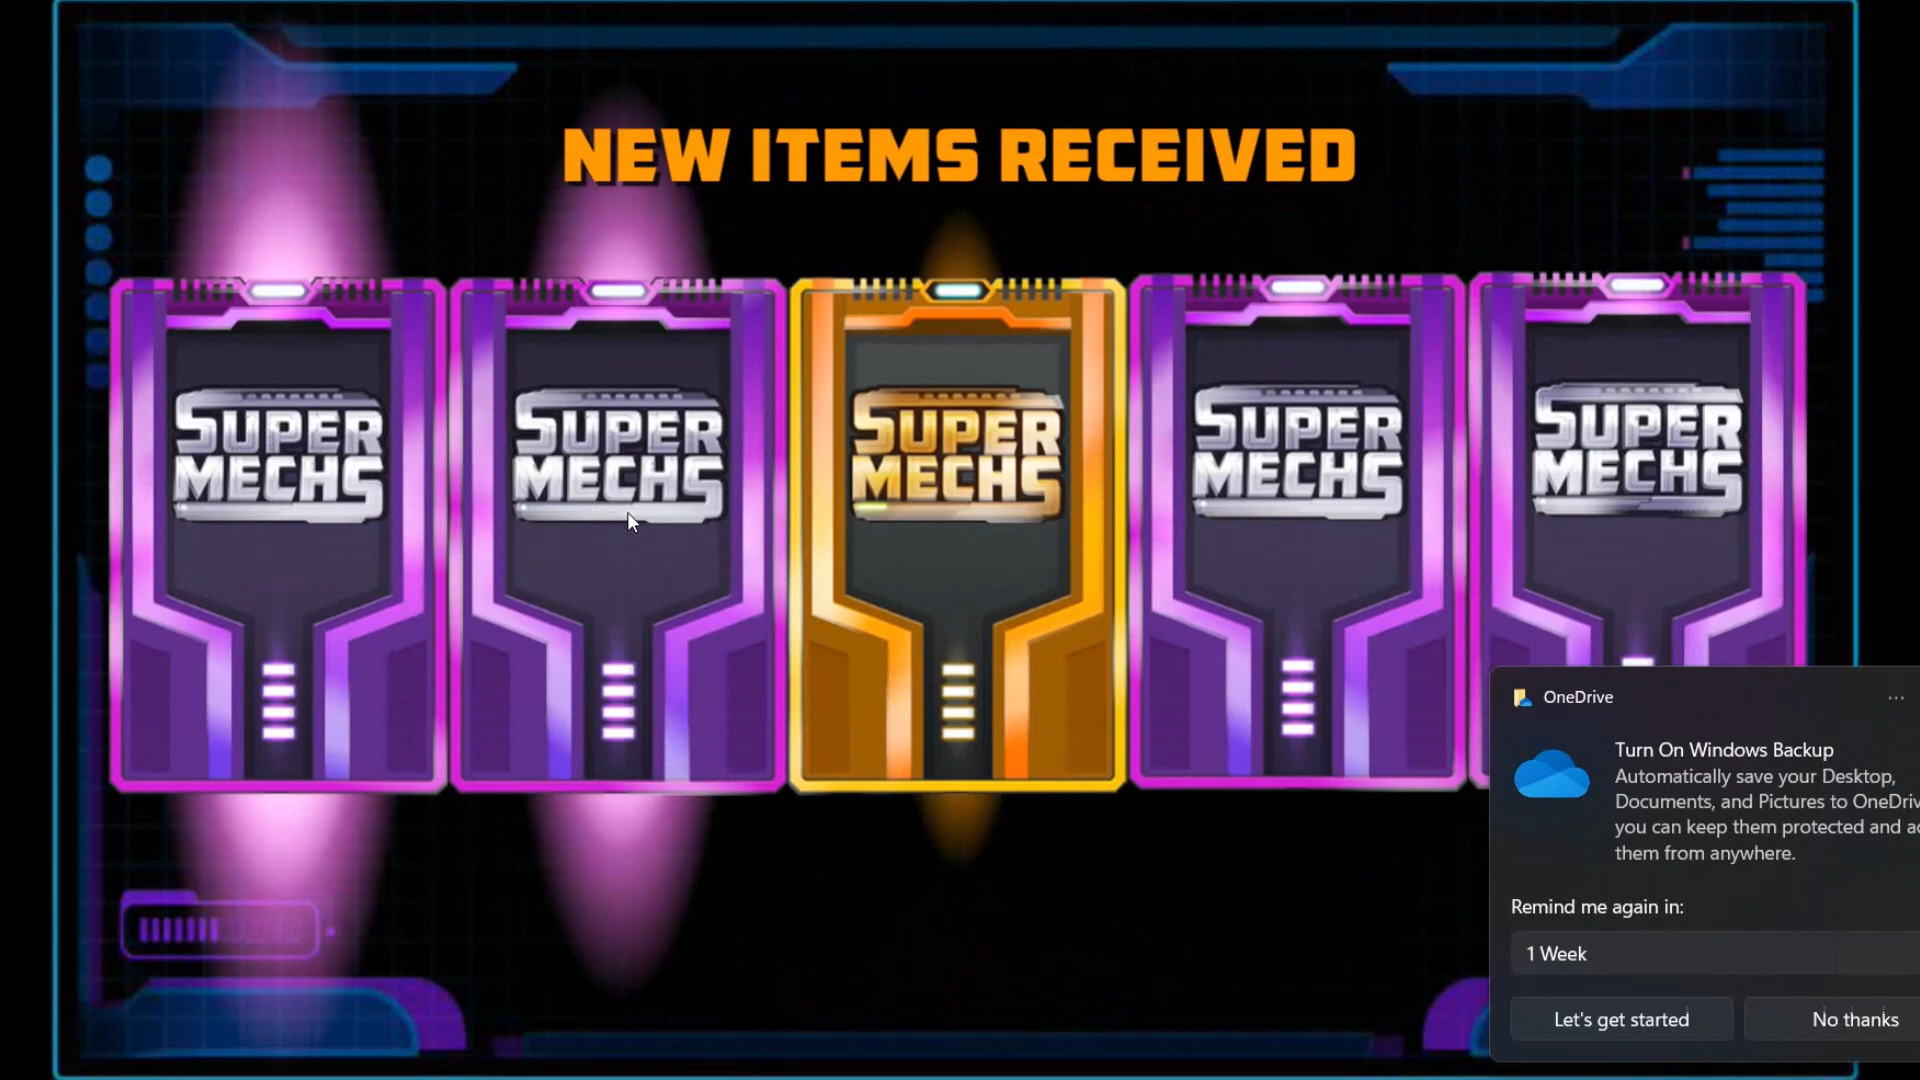 NEW ITEMS RECEIVED
SUPER
MECHS
SUPER
MECHS
SUPER
MECHS
SUPER
MECHS
SUPER
MECHS
OneDrive
Turn On Windows Backup
Automatically save your Desktop,
Documents, and Pictures to
you can keep them protected and
them from anywhere.
Remind me again in:
1 Week
Let's get started
No thanks